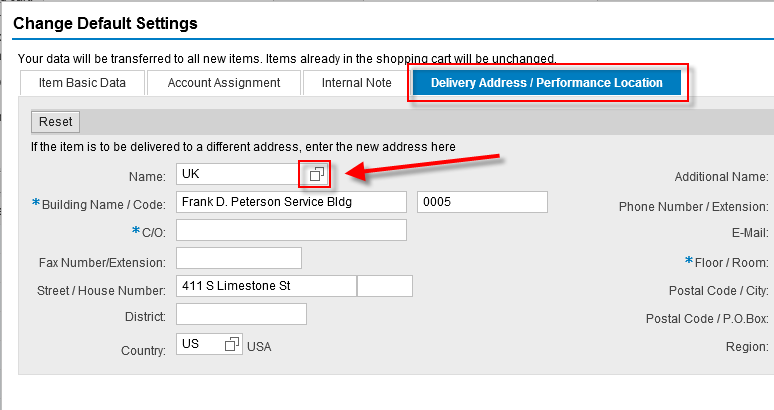 Change Default Settings
Your data will be transferred to all new items. Items already in the shopping cart will be unchanged.
Item Basic Data Account Assignment Internal Note Delivery Address / Performance Location
Reset
If the item is to be delivered to a different address, enter the new address here
Name: UK Additional Name:
*Building Name / Code: Frank D. Peterson Service Bldg 0005 Phone Number / Extension:
*C/O: E-Mail:
Fax Number/Extension: *Floor / Room:
Street / House Number: 411 S Limestone St Postal Code / City:
District: Postal Code / P.O.Box:
Country: US USA Region: